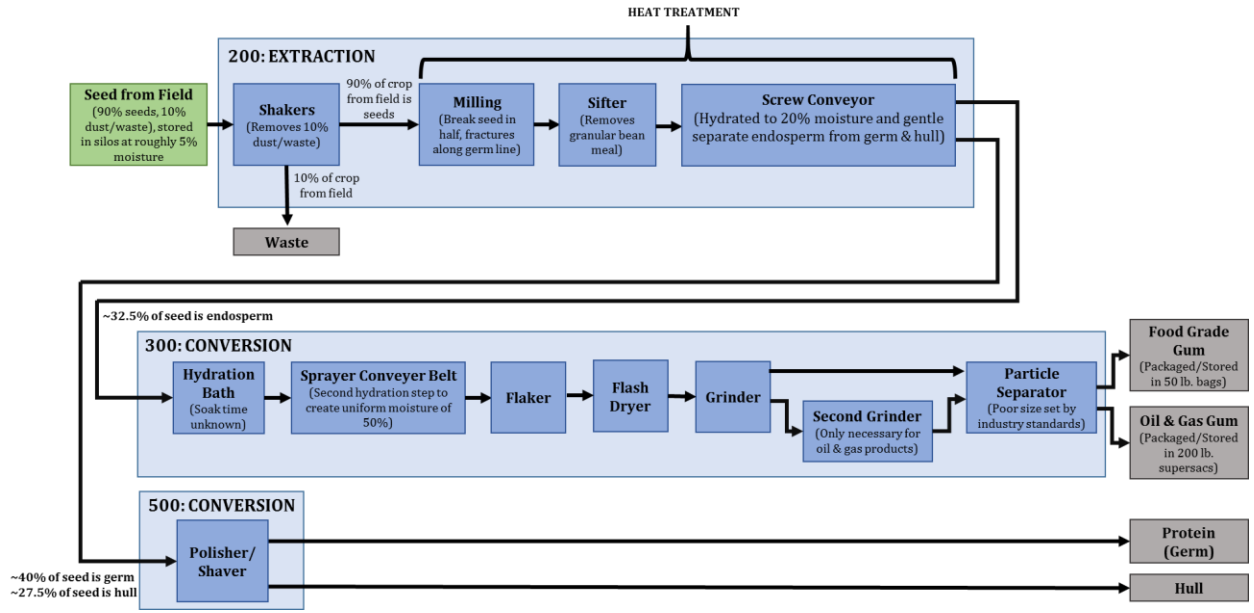 HEAT TREATMENT
200: EXTRACTION
Seed from Field
(90% seeds, 10%
dust/waste), stored
in silos at roughly 5%
moisture
Shakers
(Removes 10%
dust/waste)
90% of crop
from field is
seeds
Milling
(Break seed in
half, fractures
along germ line)
Sifter
(Removes
granular bean
meal)
Screw Conveyor
(Hydrated to 20% moisture and gentle
separate endosperm from germ & hull)
10% of crop
from field
Waste
~32.5% of seed is endosperm
300: CONVERSION
Hydration
Bath
(Soak time
unknown)
Sprayer Conveyer Belt
(Second hydration step to
create uniform moisture of
50%)
Flaker
Flash
Dryer
Grinder
Second Grinder
(Only necessary for
oil & gas products)
Particle
Separator
(Poor size set by
industry standards)
Food Grade
Gum
(Packaged/Stored
in 50 lb. bags)
Oil & Gas Gum
(Packaged/Stored
in 200 lb.
supersacs)
500: CONVERSION
Polisher/
Shaver
~40% of seed is germ
~27.5% of seed is hull
Protein
(Germ)
Hull